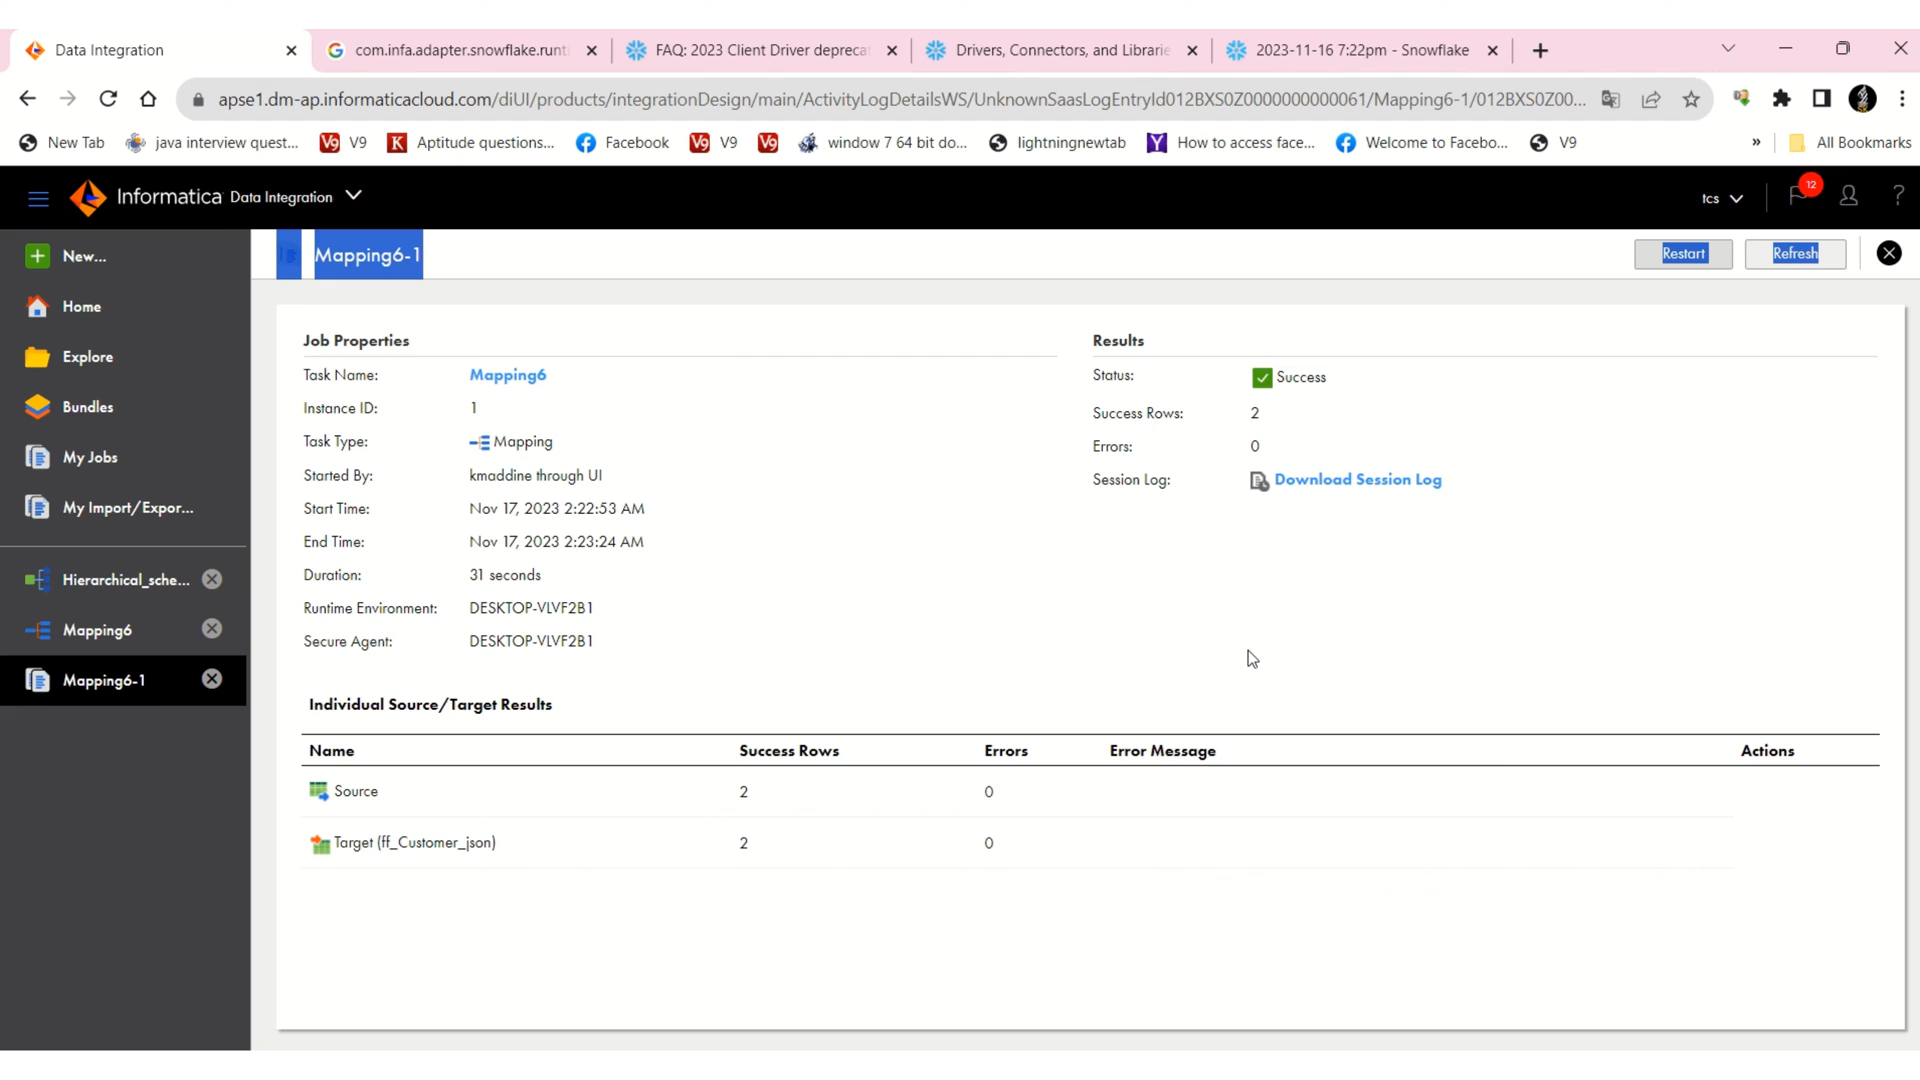 Data Integration
com.infa.adapter.snowflake.runti
FAQ: 2023 Client Driver depreca
Drivers, Connectors, and Librarie
2023-11-16 7:22pm - Snowflake
apse1.dm-ap.informaticacloud.com/diUI/products/integrationDesign/main/ActivityLogDetailsWS/UnknownSaasLogEntryId012BXS0Z0000000000061/Mapping6-1/012BXS0Z00...
New Tab
java interview quest...
V9 V9
K Aptitude questions...
Facebook
V9 V9
V9
window 7 64 bit do...
lightningnewtab
Y How to access face...
Welcome to Facebo...
V9
»
All Bookmarks
Informatica Data Integration
tcs
12
?
New...
Home
Explore
Bundles
My Jobs
My Import/Expor...
Hierarchical_sche...
Mapping6
Mapping6-1
Mapping6-1
Restart
Refresh
Job Properties
Task Name: Mapping6
Instance ID: 1
Task Type: Mapping
Started By: kmaddine through UI
Start Time: Nov 17, 2023 2:22:53 AM
End Time: Nov 17, 2023 2:23:24 AM
Duration: 31 seconds
Runtime Environment: DESKTOP-VLVF2B1
Secure Agent: DESKTOP-VLVF2B1
Results
Status: Success
Success Rows: 2
Errors: 0
Session Log: Download Session Log
Individual Source/Target Results
Name Success Rows Errors Error Message Actions
Source 2 0
Target (ff_Customer_json) 2 0